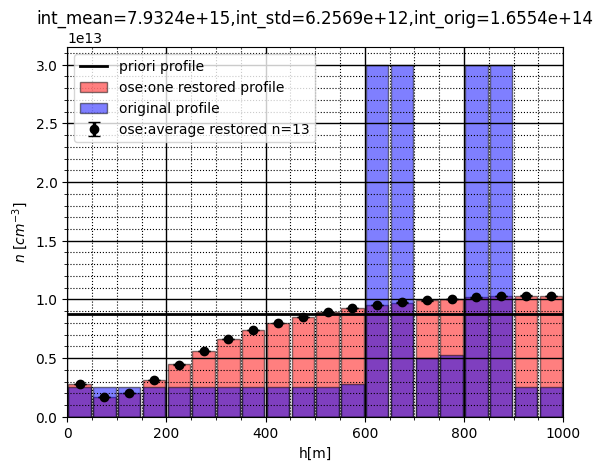 int_mean=7.9324e+15,int_std=6.2569e+12,int_orig=1.6554e+14
1e13
priori profile
ose:one restored profile
original profile
ose:average restored n=13
3.0
2.5
2.0
1.5
1.0
0.5
0.0
n [cm⁻³]
0 200 400 600 800 1000
h[m]